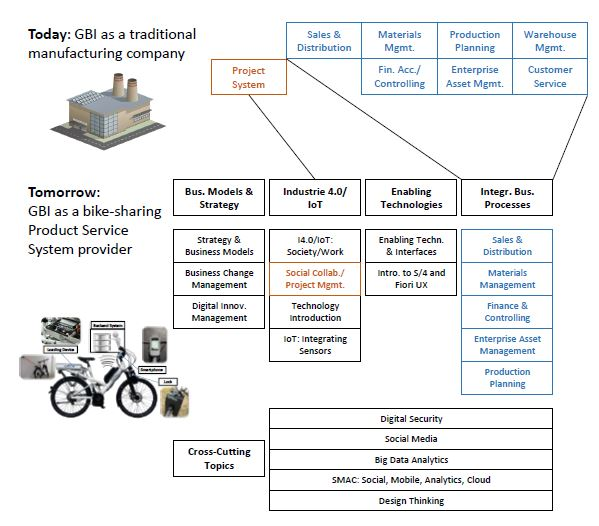 Today: GBI as a traditional
manufacturing company
Sales &
Distribution
Materials
Mgmt.
Production
Planning
Warehouse
Mgmt.
Project
System
Fin. Acc./
Controlling
Enterprise
Asset Mgmt.
Customer
Service
Tomorrow:
GBI as a bike-sharing
Product Service
System provider
Bus. Models &
Strategy
Industrie 4.0/
IoT
Enabling
Technologies
Integr. Bus.
Processes
Strategy &
Business Models
Business Change
Management
Digital Innov.
Management
I4.0/IoT:
Society/Work
Social Collab./
Project Mgmt.
Technology
Introduction
IoT: Integrating
Sensors
Enabling Techn.
& Interfaces
Intro. to S/4 and
Fiori UX
Sales &
Distribution
Materials
Management
Finance &
Controlling
Enterprise Asset
Management
Production
Planning
Backend System
Loading Device
Smartphone
Lock
Cross-Cutting
Topics
Digital Security
Social Media
Big Data Analytics
SMAC: Social, Mobile, Analytics, Cloud
Design Thinking